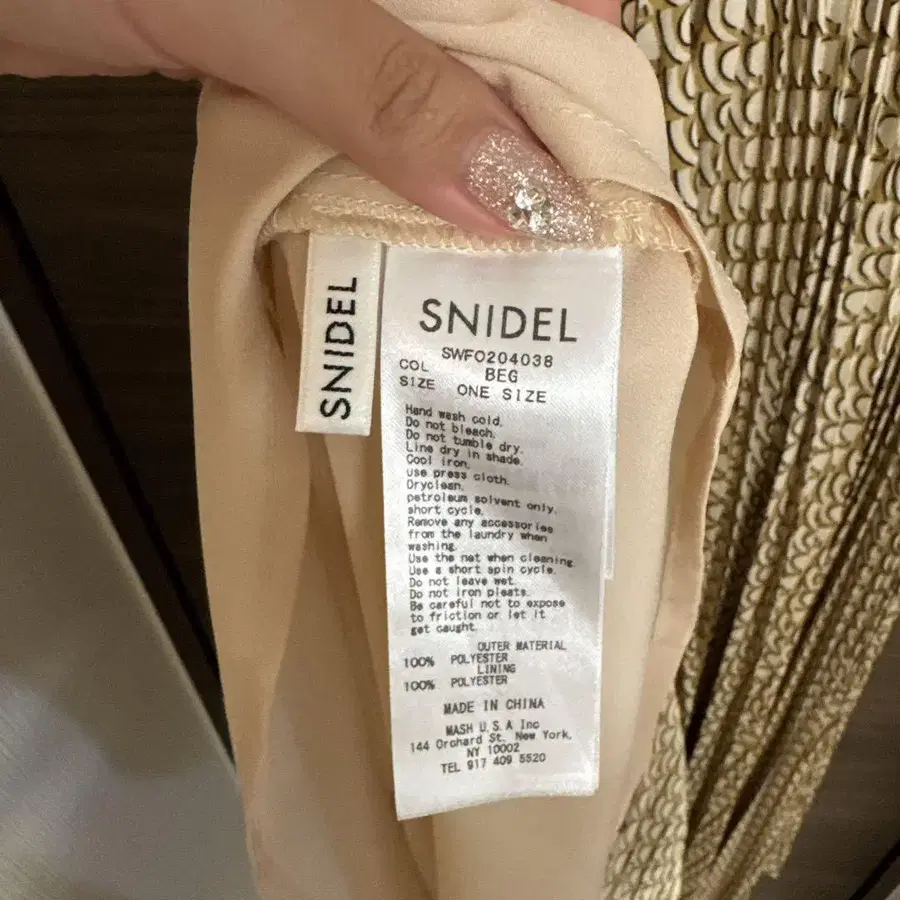 SNIDEL
SNIDEL
SWFO204038
COL BEG
SIZE ONE SIZE
Hand wash cold.
Do not bleach.
Do not tumble dry.
Line dry in shade.
Cool iron.
use press cloth.
Dryclean.
petroleum solvent only.
short cycle.
Remove any accessories
from the laundry when
washing.
Use the net when cleaning.
Use a short spin cycle.
Do not leave wet.
Do not iron pleats.
Be careful not to expose
to friction or let it
get caught.
OUTER MATERIAL
100% POLYESTER
LINING
100% POLYESTER
MADE IN CHINA
MASH U.S.A Inc
144 Orchard St. New York,
NY 10002
TEL 917 409 5520